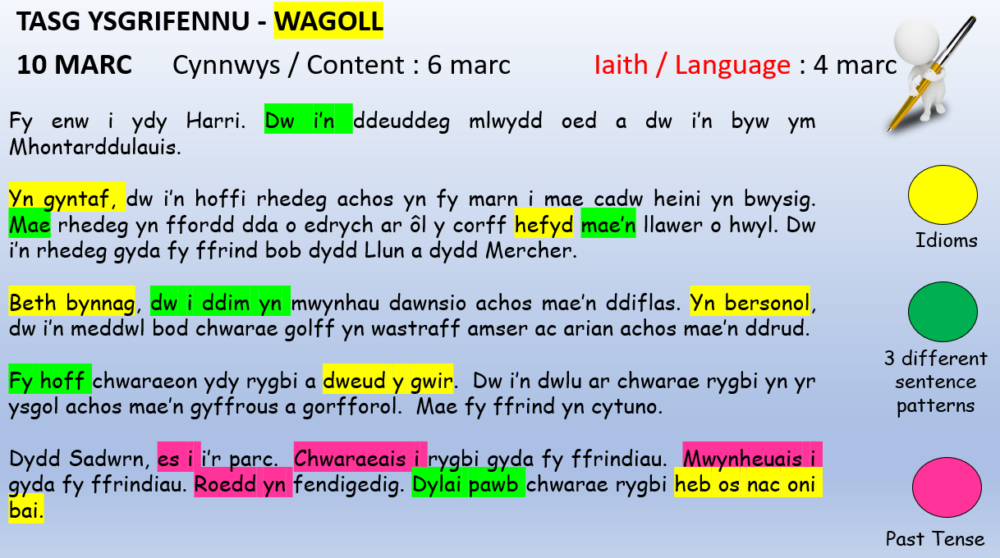 TASG YSGRIFENNU - WAGOLL
10 MARC Cynnwys / Content : 6 marc Iaith / Language : 4 marc
Fy enw i ydy Harri. Dw i’n ddeuddeg mlwydd oed a dw i’n byw ym
Mhontarddulauis.
Yn gyntaf, dw i’n hoffi rhedeg achos yn fy marn i mae cadw heini yn bwysig.
Mae rhedeg yn ffordd dda o edrych ar ôl y corff hefyd mae’n llawer o hwyl. Dw
i’n rhedeg gyda fy ffrind bob dydd Llun a dydd Mercher.
Beth bynnag, dw i ddim yn mwynhau dawnsio achos mae’n ddiflas. Yn bersonol,
dw i’n meddwl bod chwarae golff yn wastraff amser ac arian achos mae’n ddrud.
Fy hoff chwaraeon ydy rygbi a dweud y gwir. Dw i’n dwlu ar chwarae rygbi yn yr
ysgol achos mae’n gyffrous a gorfforol. Mae fy ffrind yn cytuno.
Dydd Sadwrn, es i i’r parc. Chwaraeais i rygbi gyda fy ffrindiau. Mwynheuais i
gyda fy ffrindiau. Roedd yn fendigedig. Dylai pawb chwarae rygbi heb os nac oni
bai.
Idioms
3 different
sentence
patterns
Past Tense